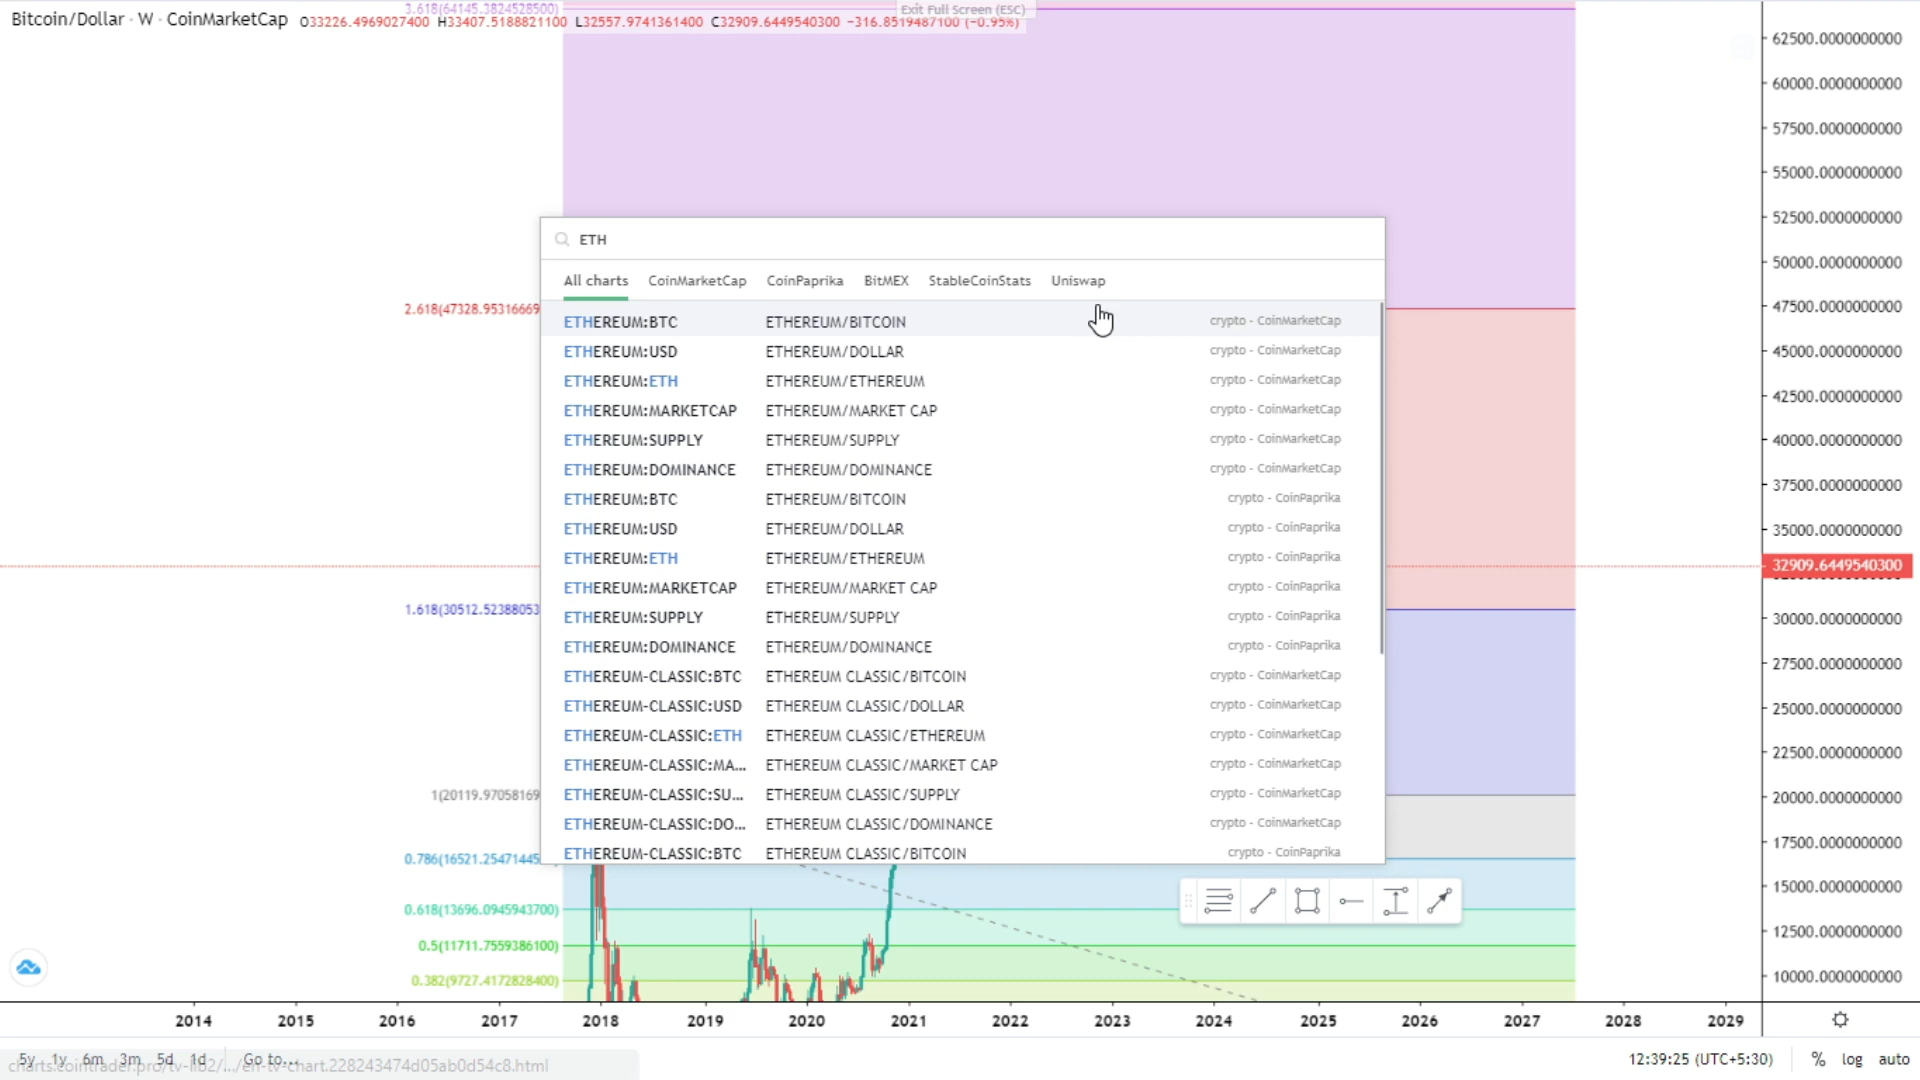 3.618(64145.3824528500)
Exit Full Screen (ESC)
Bitcoin/Dollar · W · CoinMarketCap O33226.4969027400 H33407.5188821100 L32557.9741361400 C32909.6449540300 −316.8519487100 (−0.95%)
62500.0000000000
60000.0000000000
57500.0000000000
55000.0000000000
52500.0000000000
50000.0000000000
47500.0000000000
45000.0000000000
42500.0000000000
40000.0000000000
37500.0000000000
35000.0000000000
32909.6449540300
30000.0000000000
27500.0000000000
25000.0000000000
22500.0000000000
20000.0000000000
17500.0000000000
15000.0000000000
12500.0000000000
10000.0000000000
2.618(47328.95316669
1.618(30512.52388053
1(20119.97058169
0.786(16521.25471445
0.618(13696.0945943700)
0.5(11711.7559386100)
0.382(9727.4172828400)
ETH
All charts CoinMarketCap CoinPaprika BitMEX StableCoinStats Uniswap
ETHEREUM:BTC ETHEREUM/BITCOIN crypto - CoinMarketCap
ETHEREUM:USD ETHEREUM/DOLLAR crypto - CoinMarketCap
ETHEREUM:ETH ETHEREUM/ETHEREUM crypto - CoinMarketCap
ETHEREUM:MARKETCAP ETHEREUM/MARKET CAP crypto - CoinMarketCap
ETHEREUM:SUPPLY ETHEREUM/SUPPLY crypto - CoinMarketCap
ETHEREUM:DOMINANCE ETHEREUM/DOMINANCE crypto - CoinMarketCap
ETHEREUM:BTC ETHEREUM/BITCOIN crypto - CoinPaprika
ETHEREUM:USD ETHEREUM/DOLLAR crypto - CoinPaprika
ETHEREUM:ETH ETHEREUM/ETHEREUM crypto - CoinPaprika
ETHEREUM:MARKETCAP ETHEREUM/MARKET CAP crypto - CoinPaprika
ETHEREUM:SUPPLY ETHEREUM/SUPPLY crypto - CoinPaprika
ETHEREUM:DOMINANCE ETHEREUM/DOMINANCE crypto - CoinPaprika
ETHEREUM-CLASSIC:BTC ETHEREUM CLASSIC/BITCOIN crypto - CoinMarketCap
ETHEREUM-CLASSIC:USD ETHEREUM CLASSIC/DOLLAR crypto - CoinMarketCap
ETHEREUM-CLASSIC:ETH ETHEREUM CLASSIC/ETHEREUM crypto - CoinMarketCap
ETHEREUM-CLASSIC:MA... ETHEREUM CLASSIC/MARKET CAP crypto - CoinMarketCap
ETHEREUM-CLASSIC:SU... ETHEREUM CLASSIC/SUPPLY crypto - CoinMarketCap
ETHEREUM-CLASSIC:DO... ETHEREUM CLASSIC/DOMINANCE crypto - CoinMarketCap
ETHEREUM-CLASSIC:BTC ETHEREUM CLASSIC/BITCOIN crypto - CoinPaprika
2014 2015 2016 2017 2018 2019 2020 2021 2022 2023 2024 2025 2026 2027 2028 2029
5y 1y 6m 3m 5d 1d Go to...
charts.cointrader.pro/tv-lib2/.../en-tv-chart.228243474d05ab0d54c8.html
12:39:25 (UTC+5:30) % log auto